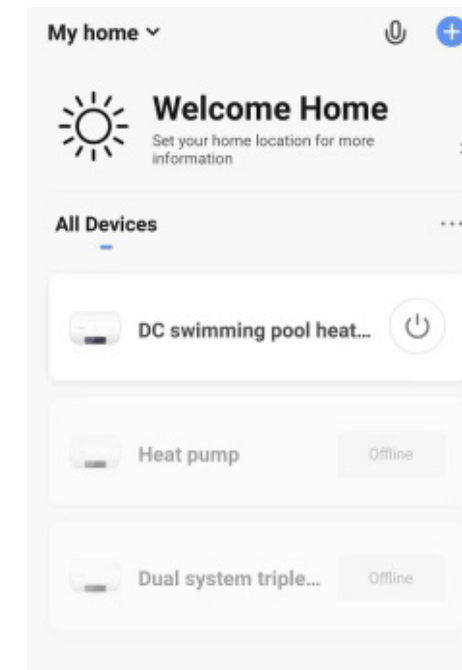 My home
Welcome Home
Set your home location for more
information
All Devices
DC swimming pool heat...
Heat pump
Offline
Dual system triple...
Offline